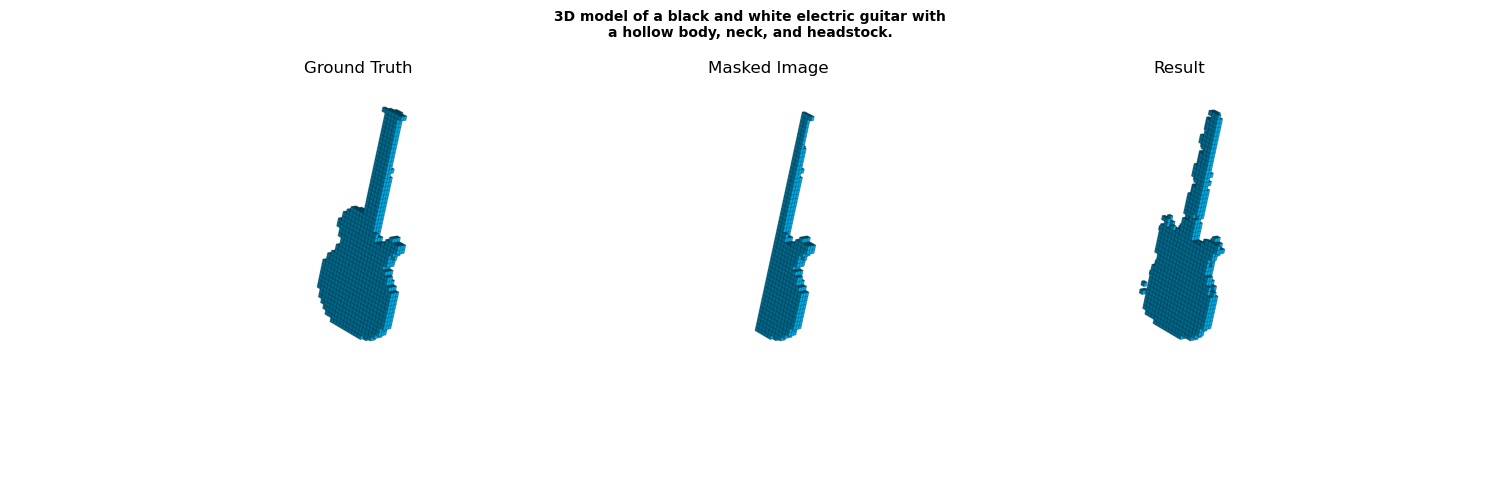 3D model of a black and white electric guitar with
a hollow body, neck, and headstock.
Ground Truth
Masked Image
Result